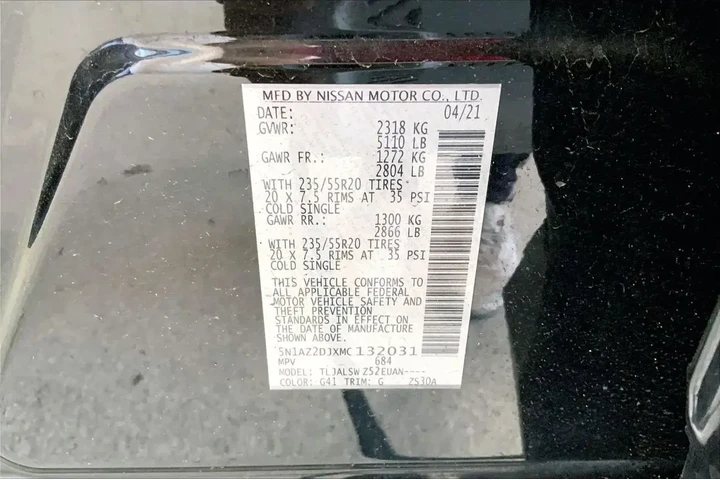 MFD BY NISSAN MOTOR CO., LTD.
DATE: 04/21
GVWR: 2318 KG
5110 LB
GAWR FR.: 1272 KG
2804 LB
WITH 235/55R20 TIRES
20 X 7.5 RIMS AT 35 PSI
COLD SINGLE
GAWR RR.: 1300 KG
2866 LB
WITH 235/55R20 TIRES
20 X 7.5 RIMS AT 35 PSI
COLD SINGLE
THIS VEHICLE CONFORMS TO
ALL APPLICABLE FEDERAL
MOTOR VEHICLE SAFETY AND
THEFT PREVENTION
STANDARDS IN EFFECT ON
THE DATE OF MANUFACTURE
SHOWN ABOVE.
5N1AZ2DJXMC132031
MPV 684
MODEL: TLJALSW Z52EUAN----
COLOR: G41 TRIM: G ZS30A